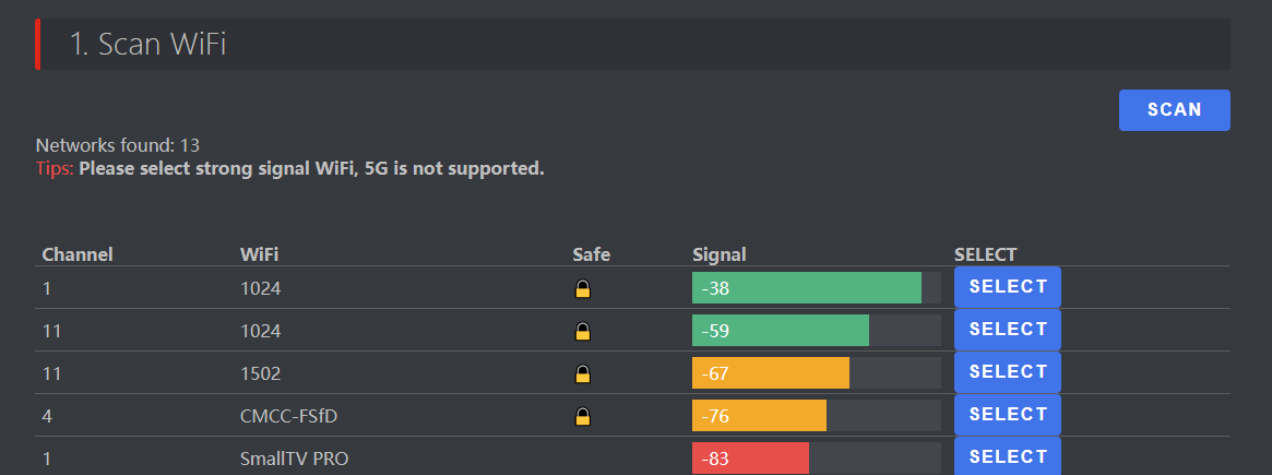 1. Scan WiFi
SCAN
Networks found: 13
Tips: Please select strong signal WiFi, 5G is not supported.
Channel WiFi Safe Signal SELECT
1 1024 -38 SELECT
11 1024 -59 SELECT
11 1502 -67 SELECT
4 CMCC-FSfD -76 SELECT
1 SmallTV PRO -83 SELECT